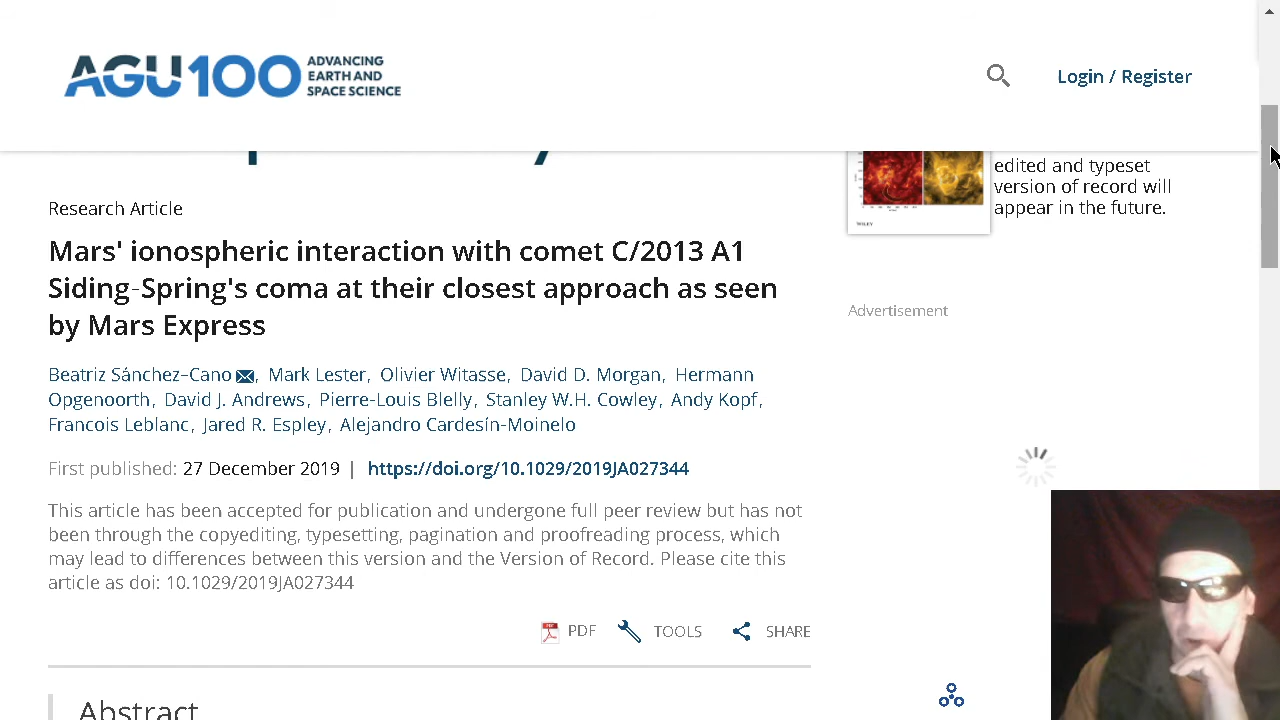 AGU100 ADVANCING
EARTH AND
SPACE SCIENCE
Login / Register
edited and typeset
version of record will
appear in the future.
WILEY
Research Article
Mars' ionospheric interaction with comet C/2013 A1
Siding-Spring's coma at their closest approach as seen
by Mars Express
Advertisement
Beatriz Sánchez-Cano, Mark Lester, Olivier Witasse, David D. Morgan, Hermann
Opgenoorth, David J. Andrews, Pierre-Louis Blelly, Stanley W.H. Cowley, Andy Kopf,
Francois Leblanc, Jared R. Espley, Alejandro Cardesín-Moinelo
First published: 27 December 2019 | https://doi.org/10.1029/2019JA027344
This article has been accepted for publication and undergone full peer review but has not
been through the copyediting, typesetting, pagination and proofreading process, which
may lead to differences between this version and the Version of Record. Please cite this
article as doi: 10.1029/2019JA027344
PDF TOOLS SHARE
Abstract